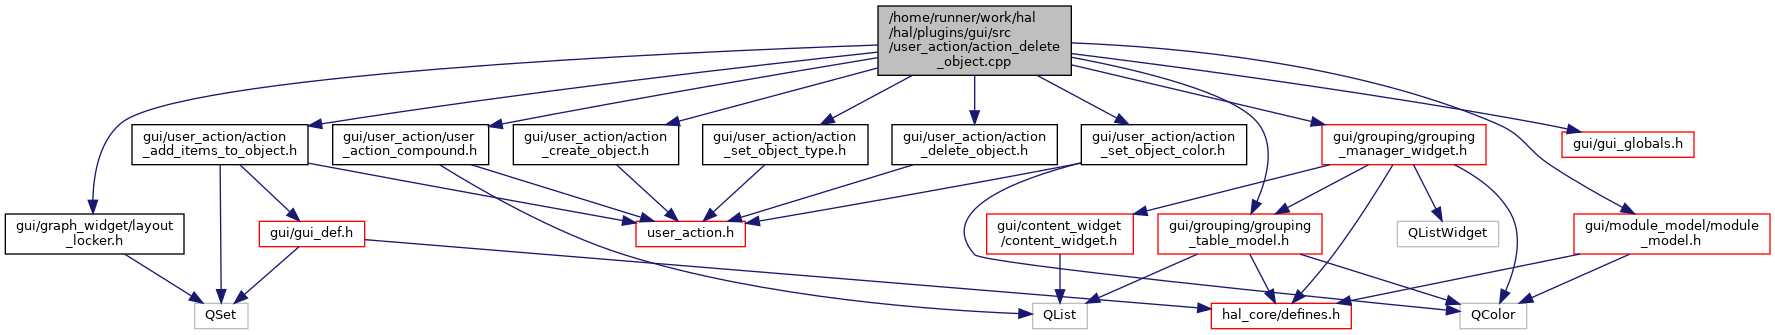 /home/runner/work/hal
/hal/plugins/gui/src
/user_action/action_delete
_object.cpp
gui/user_action/action
_add_items_to_object.h
gui/user_action/user
_action_compound.h
gui/user_action/action
_create_object.h
gui/user_action/action
_set_object_type.h
gui/user_action/action
_delete_object.h
gui/user_action/action
_set_object_color.h
gui/grouping/grouping
_manager_widget.h
gui/gui_globals.h
gui/graph_widget/layout
_locker.h
gui/gui_def.h
user_action.h
gui/content_widget
/content_widget.h
gui/grouping/grouping
_table_model.h
QListWidget
gui/module_model/module
_model.h
QSet
QList
hal_core/defines.h
QColor